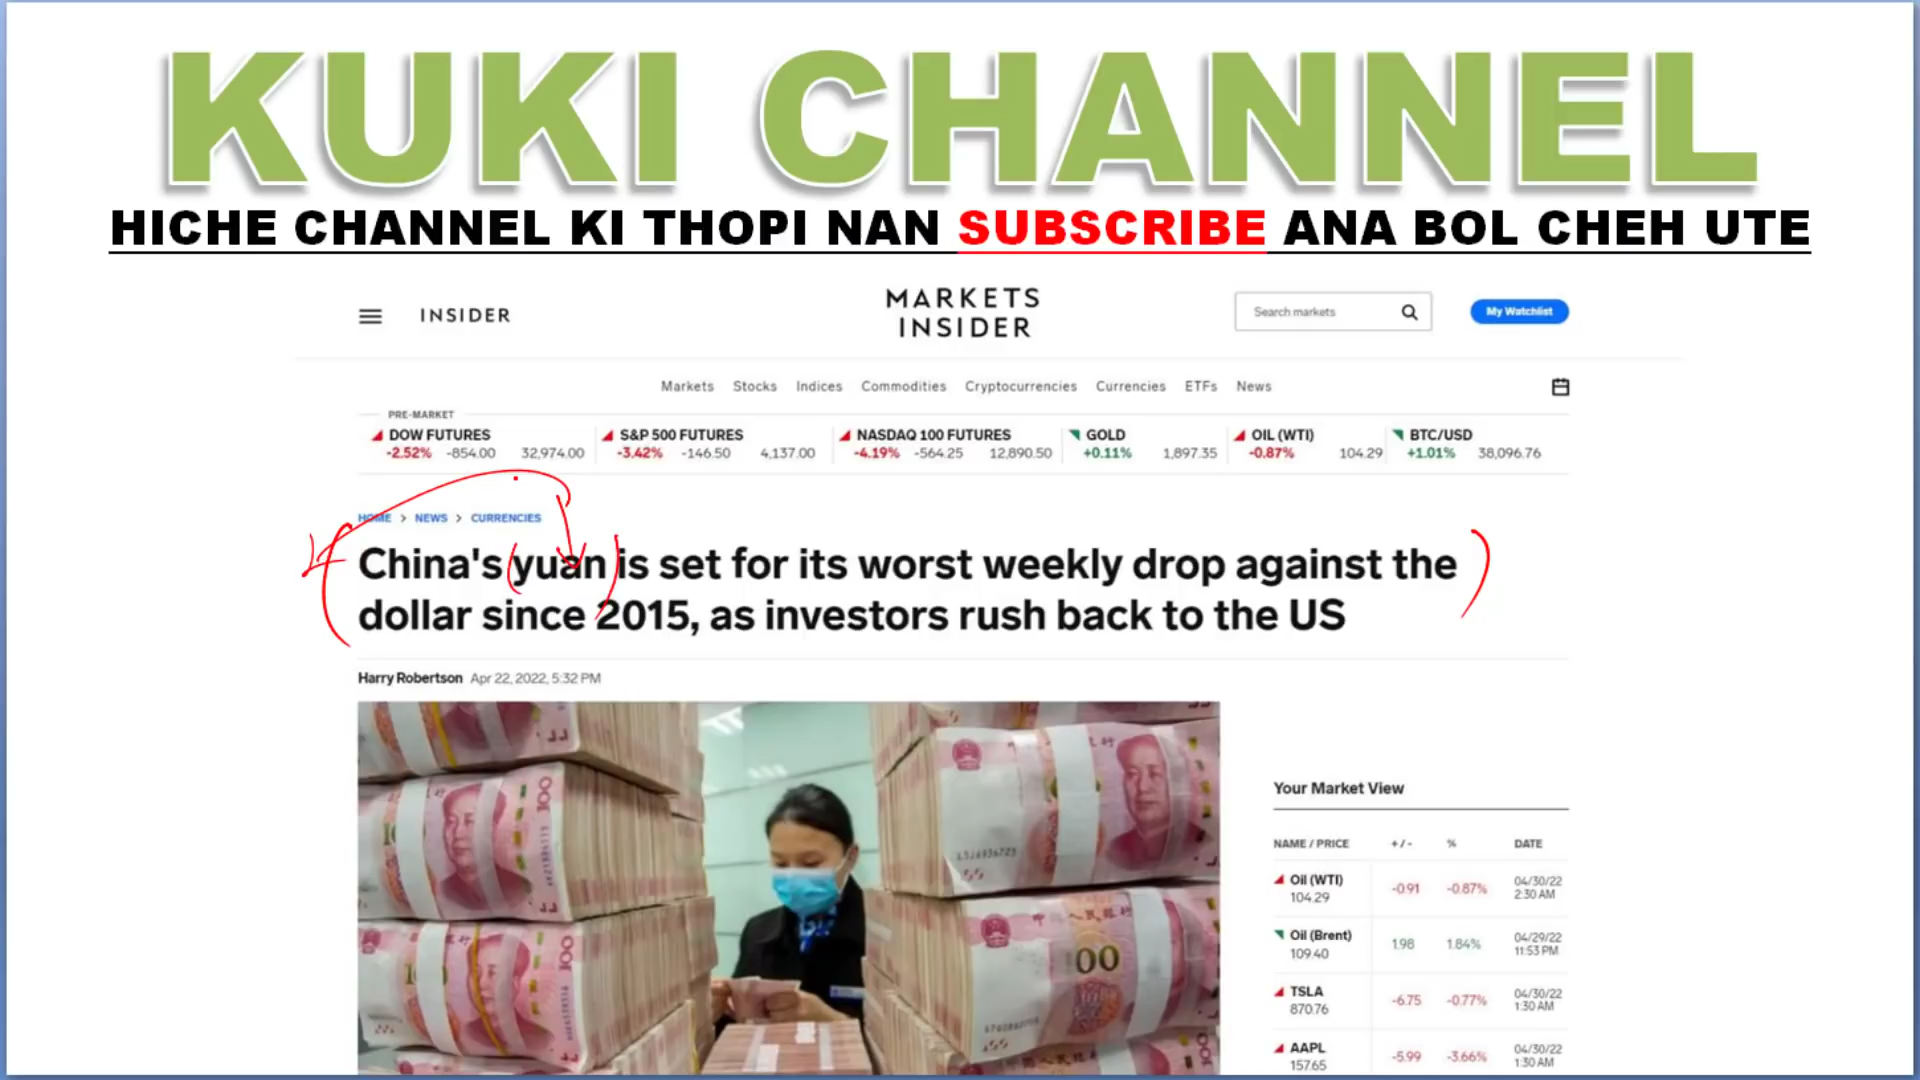 KUKI CHANNEL
HICHE CHANNEL KI THOPI NAN SUBSCRIBE ANA BOL CHEH UTE
INSIDER
MARKETS
INSIDER
Search markets
My Watchlist
Markets Stocks Indices Commodities Cryptocurrencies Currencies ETFs News
PRE-MARKET
DOW FUTURES S&P 500 FUTURES NASDAQ 100 FUTURES GOLD OIL (WTI) BTC/USD
-2.52% -854.00 32,974.00 -3.42% -146.50 4,137.00 -4.19% -564.25 12,890.50 +0.11% 1,897.35 -0.87% 104.29 +1.01% 38,096.76
HOME > NEWS > CURRENCIES
China's yuan is set for its worst weekly drop against the
dollar since 2015, as investors rush back to the US
Harry Robertson Apr 22, 2022, 5:32 PM
Your Market View
NAME / PRICE +/- % DATE
Oil (WTI) -0.91 -0.87% 04/30/22
104.29 2:30 AM
Oil (Brent) 1.98 1.84% 04/29/22
109.40 11:53 PM
TSLA -6.75 -0.77% 04/30/22
870.76 1:30 AM
AAPL -5.99 -3.66% 04/30/22
157.65 1:30 AM
100
100
00